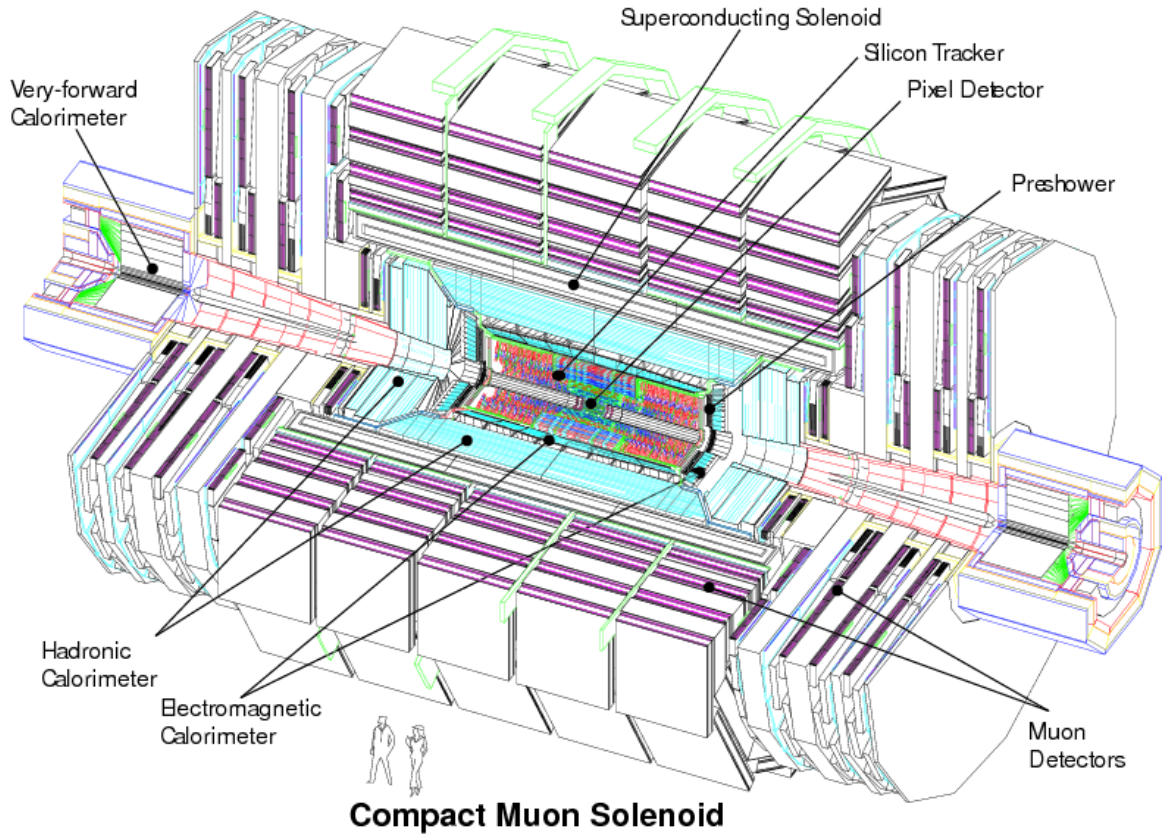 Superconducting Solenoid
Silicon Tracker
Pixel Detector
Very-forward
Calorimeter
Preshower
Hadronic
Calorimeter
Electromagnetic
Calorimeter
Muon
Detectors
Compact Muon Solenoid